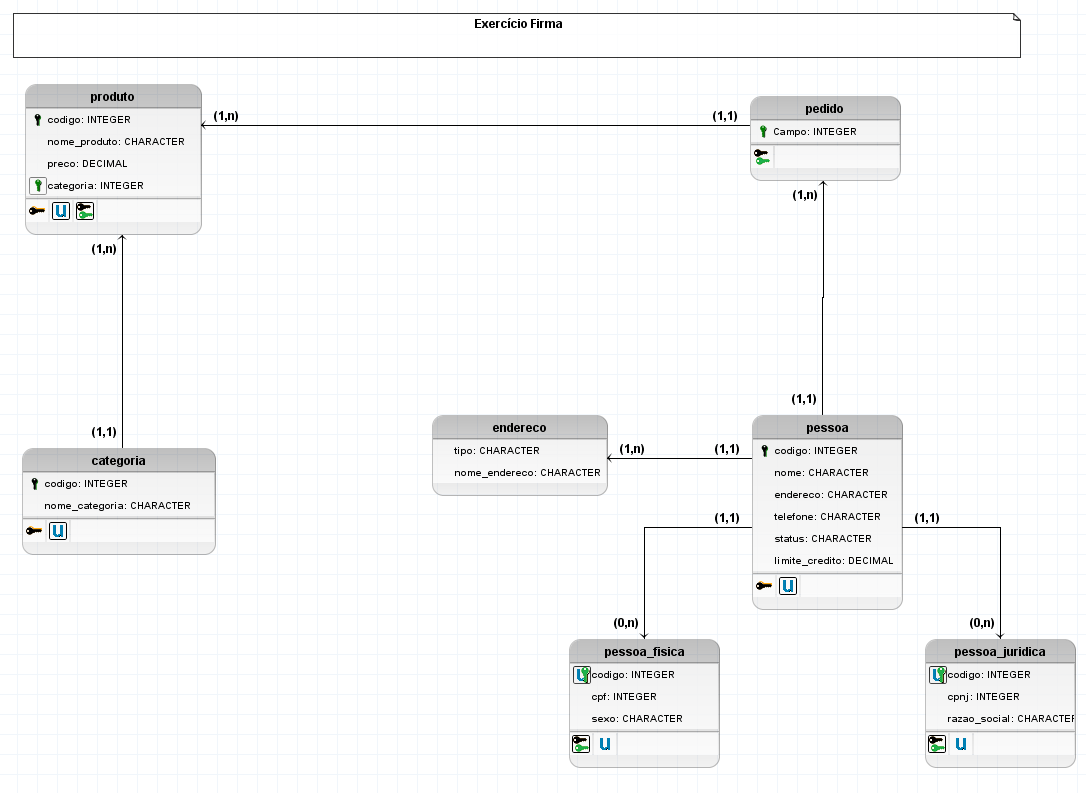 Exercício Firma
produto
codigo: INTEGER
nome_produto: CHARACTER
preco: DECIMAL
categoria: INTEGER
U
(1,n)
(1,1)
pedido
Campo: INTEGER
(1,n)
(1,1)
(1,n)
(1,1)
categoria
codigo: INTEGER
nome_categoria: CHARACTER
U
endereco
tipo: CHARACTER
nome_endereco: CHARACTER
(1,n)
(1,1)
pessoa
codigo: INTEGER
nome: CHARACTER
endereco: CHARACTER
telefone: CHARACTER
status: CHARACTER
limite_credito: DECIMAL
U
(1,1)
(0,n)
(1,1)
(0,n)
pessoa_fisica
U
codigo: INTEGER
cpf: INTEGER
sexo: CHARACTER
U
pessoa_juridica
U
codigo: INTEGER
cpnj: INTEGER
razao_social: CHARACTER
U